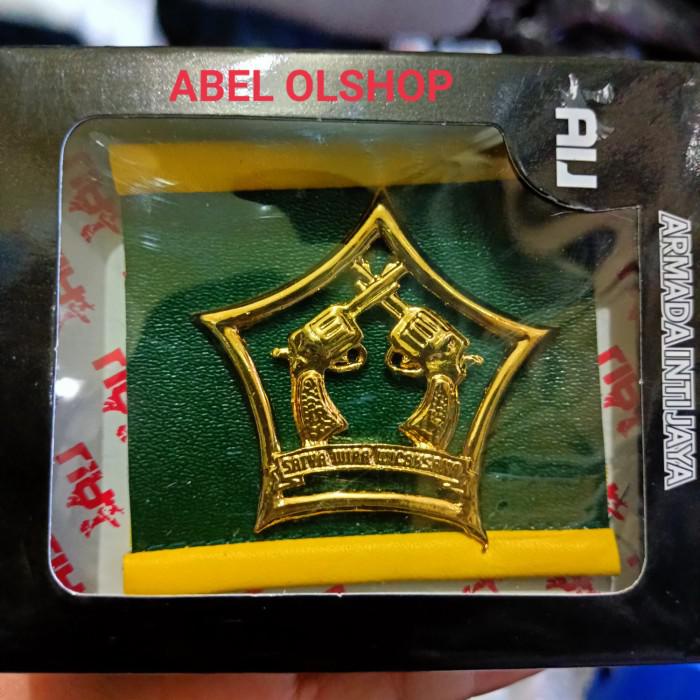 ABEL OLSHOP
AIJ
ARMADA INTI JAYA
SATYA WIRA WICAKSANA